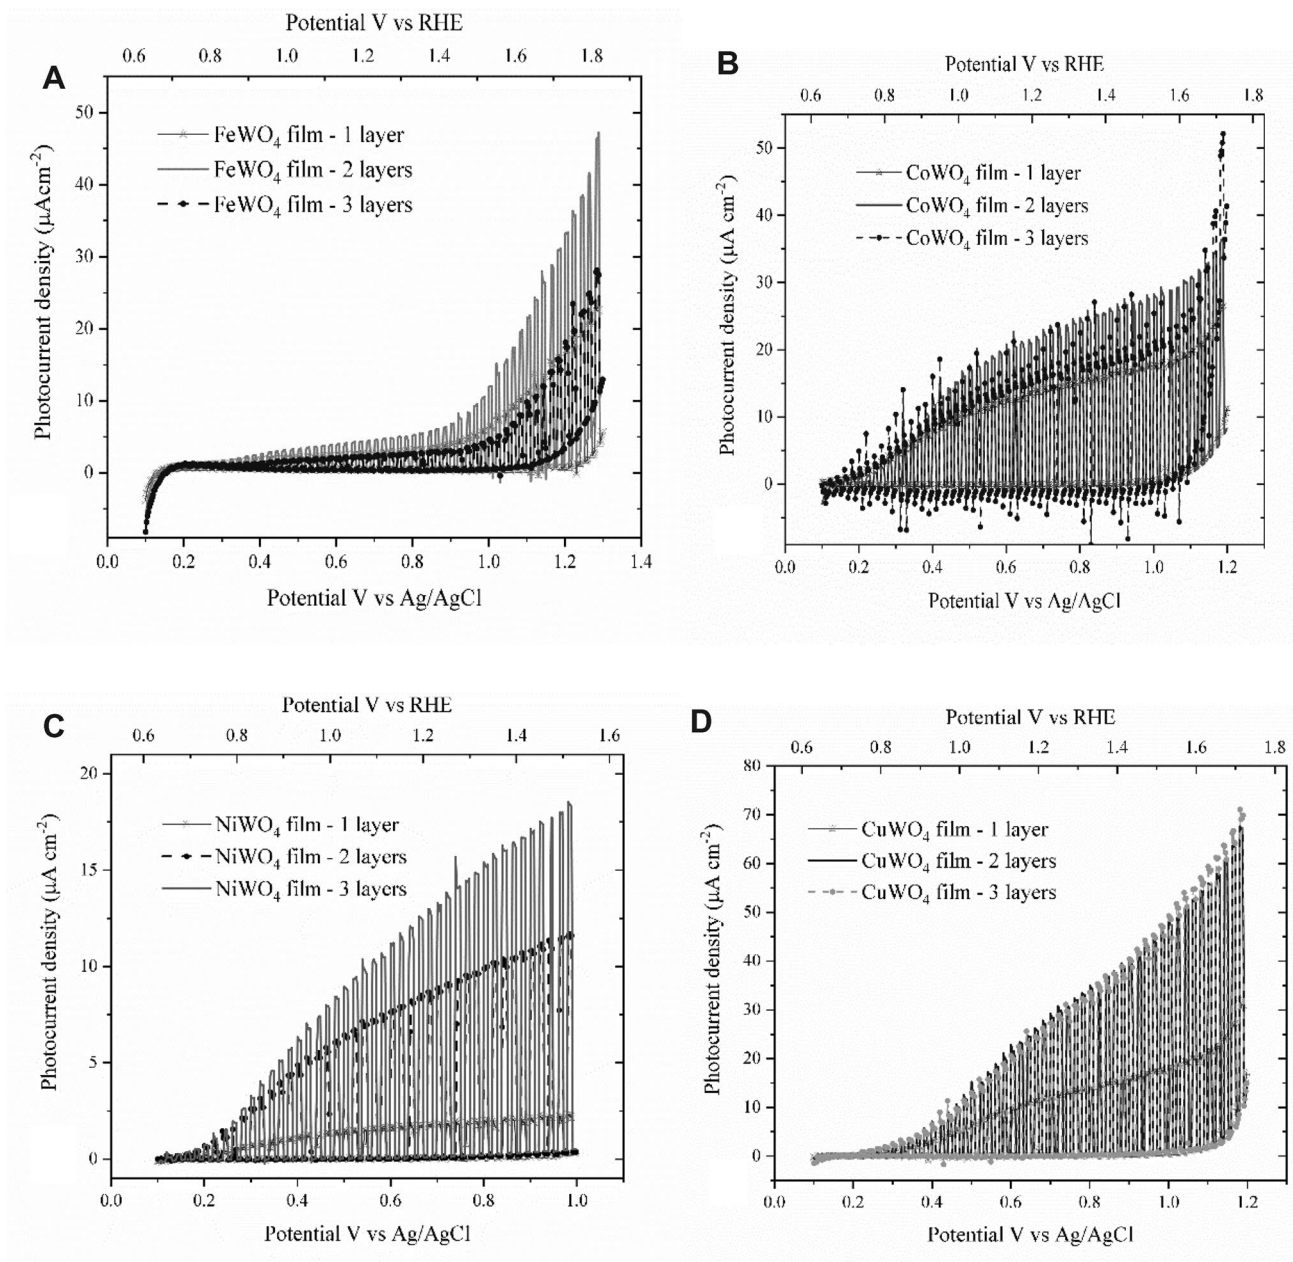 Potential V vs RHE
0.6 0.8 1.0 1.2 1.4 1.6 1.8
A
50
40
30
20
10
0
Photocurrent density (μAcm-2)
FeWO4 film - 1 layer
FeWO4 film - 2 layers
FeWO4 film - 3 layers
0.0 0.2 0.4 0.6 0.8 1.0 1.2 1.4
Potential V vs Ag/AgCl
B
Potential V vs RHE
0.6 0.8 1.0 1.2 1.4 1.6 1.8
50
40
30
20
10
0
Photocurrent density (μA cm-2)
CoWO4 film - 1 layer
CoWO4 film - 2 layers
CoWO4 film - 3 layers
0.0 0.2 0.4 0.6 0.8 1.0 1.2
Potential V vs Ag/AgCl
C
Potential V vs RHE
0.6 0.8 1.0 1.2 1.4 1.6
20
15
10
5
0
Photocurrent density (μA cm-2)
NiWO4 film - 1 layer
NiWO4 film - 2 layers
NiWO4 film - 3 layers
0.0 0.2 0.4 0.6 0.8 1.0
Potential V vs Ag/AgCl
D
Potential V vs RHE
0.6 0.8 1.0 1.2 1.4 1.6 1.8
80
70
60
50
40
30
20
10
0
Photocurrent density (μA cm-2)
CuWO4 film - 1 layer
CuWO4 film - 2 layers
CuWO4 film - 3 layers
0.0 0.2 0.4 0.6 0.8 1.0 1.2
Potential V vs Ag/AgCl